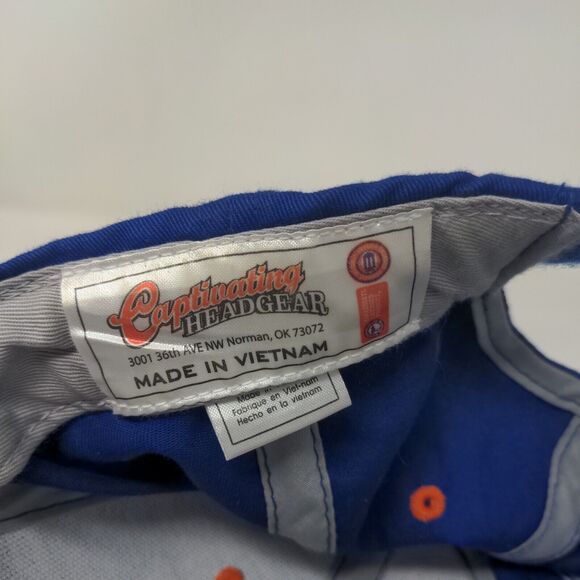 Captivating
HEADGEAR
3001 36th AVE NW Norman, OK 73072
MADE IN VIETNAM
Made in
Fabrique en Viet-nam
Hecho en la vietnam